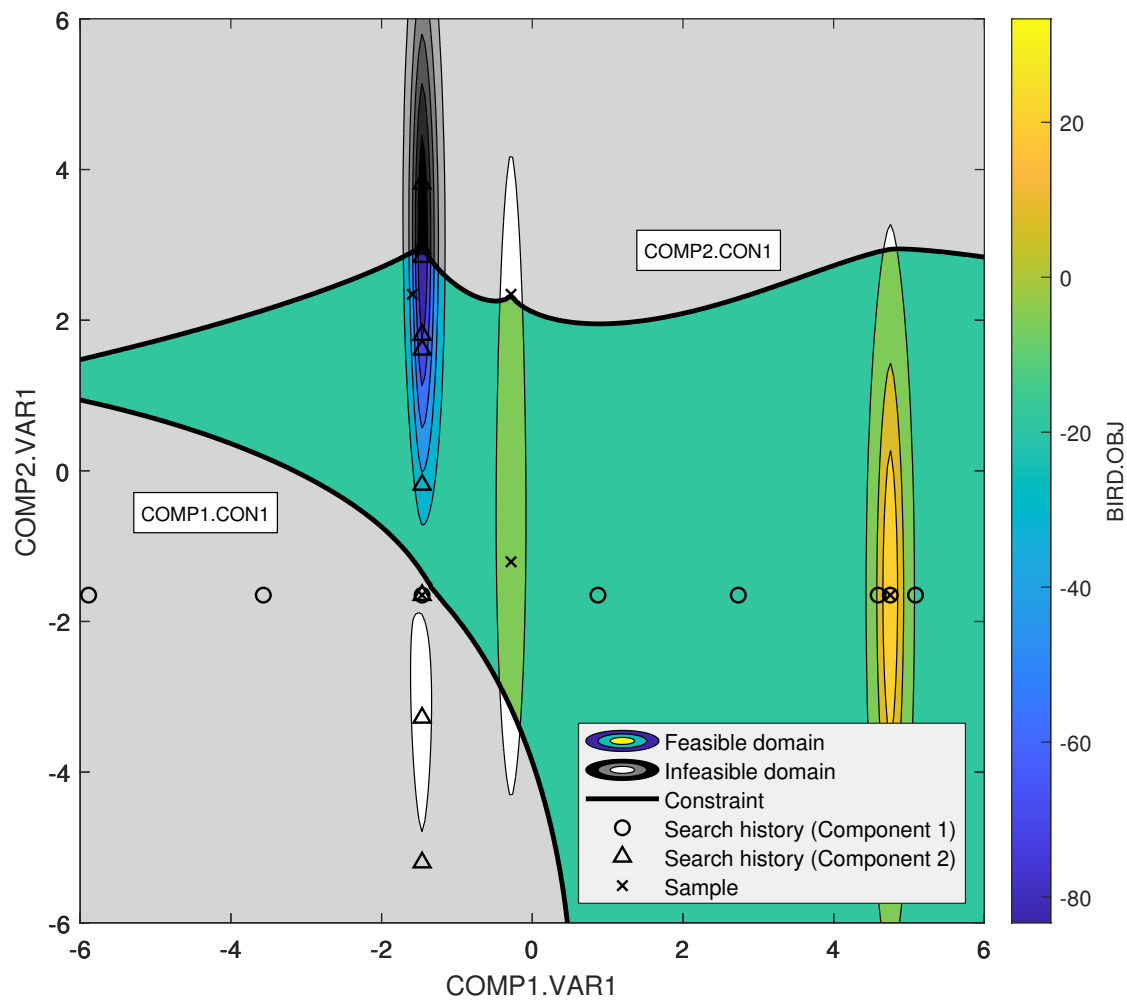 6
4
2
0
-2
-4
-6
-6
-4
-2
0
2
4
6
COMP1.VAR1
COMP2.VAR1
COMP2.CON1
COMP1.CON1
Feasible domain
Infeasible domain
Constraint
Search history (Component 1)
Search history (Component 2)
Sample
20
0
-20
-40
-60
-80
BIRD.OBJ